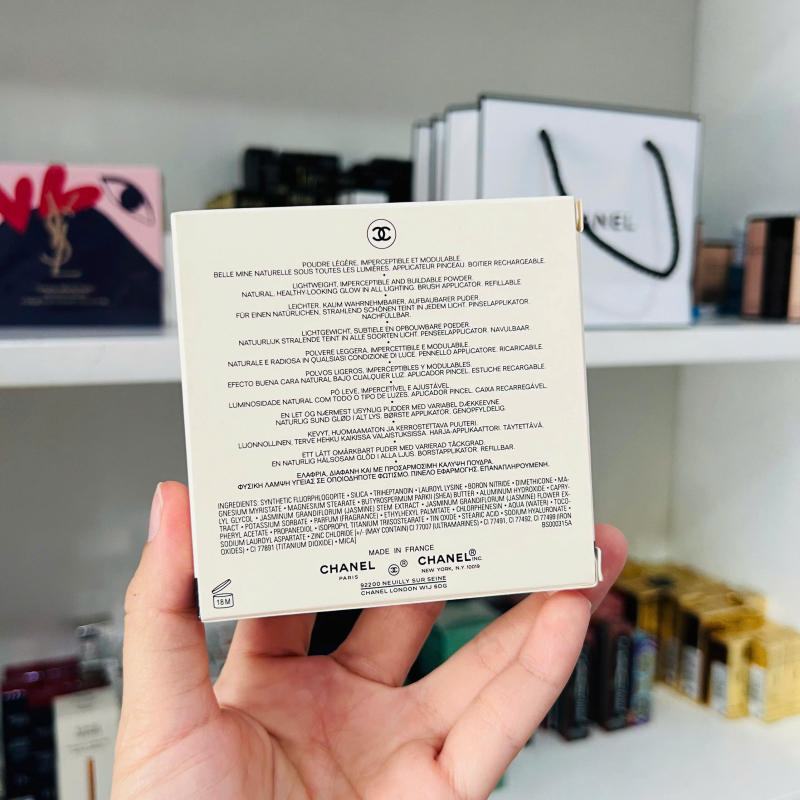 POUDRE LÉGÈRE, IMPERCEPTIBLE ET MODULABLE.
BELLE MINE NATURELLE SOUS TOUTES LES LUMIÈRES. APPLICATEUR PINCEAU. BOITIER RECHARGEABLE.
•
LIGHTWEIGHT, IMPERCEPTIBLE AND BUILDABLE POWDER.
NATURAL, HEALTHY-LOOKING GLOW IN ALL LIGHTING. BRUSH APPLICATOR. REFILLABLE.
•
LEICHTER, KAUM WAHRNEHMBARER, AUFBAUBARER PUDER
FÜR EINEN NATÜRLICHEN, STRAHLEND SCHÖNEN TEINT IN JEDEM LICHT. PINSELAPPLIKATOR.
NACHFÜLLBAR.
•
LICHTGEWICHT, SUBTIELE EN OPBOUWBARE POEDER.
NATUURLIJK STRALENDE TEINT IN ALLE SOORTEN LICHT. PENSEELAPPLICATOR. NAVULBAAR.
•
POLVERE LEGGERA, IMPERCETTIBILE E MODULABILE.
NATURALE E RADIOSA IN QUALSIASI CONDIZIONE DI LUCE. PENNELLO APPLICATORE. RICARICABILE.
•
POLVOS LIGEROS, IMPERCEPTIBLES Y MODULABLES.
EFECTO BUENA CARA NATURAL BAJO CUALQUIER LUZ. APLICADOR PINCEL. ESTUCHE RECARGABLE.
•
PÓ LEVE, IMPERCETÍVEL E AJUSTÁVEL.
LUMINOSIDADE NATURAL COM TODO O TIPO DE LUZES. APLICADOR PINCEL. CAIXA RECARREGÁVEL.
•
EN LET OG NÆRMEST USYNLIG PUDDER MED VARIABEL DÆKKEEVNE.
NATURLIG SUND GLØD I ALT LYS. BØRSTE APPLIKATOR. GENOPFYLDELIG.
•
KEVYT, HUOMAAMATON JA KERROSTETTAVA PUUTERI.
LUONNOLLINEN, TERVE HEHKU KAIKISSA VALAISTUKSISSA. HARJA-APPLIKAATTORI. TÄYTETTÄVÄ.
•
ETT LÄTT OMÄRKBART PUDER MED VARIERAD TÄCKGRAD.
EN NATURLIG HÄLSOSAM GLÖD I ALLA LJUS. BORSTAPPLIKATOR. REFILLBAR.
•
ΕΛΑΦΡΙΑ, ΔΙΑΦΑΝΗ ΚΑΙ ΜΕ ΠΡΟΣΑΡΜΟΣΙΜΗ ΚΑΛΥΨΗ ΠΟΥΔΡΑ.
ΦΥΣΙΚΗ ΛΑΜΨΗ ΥΓΕΙΑΣ ΣΕ ΟΠΟΙΟΔΗΠΟΤΕ ΦΩΤΙΣΜΟ. ΠΙΝΕΛΟ ΕΦΑΡΜΟΓΗΣ. ΕΠΑΝΑΠΛΗΡΟΥΜΕΝΗ.
INGREDIENTS: SYNTHETIC FLUORPHLOGOPITE • SILICA • TRIHEPTANOIN • LAUROYL LYSINE • BORON NITRIDE • DIMETHICONE • MA-
GNESIUM MYRISTATE • MAGNESIUM STEARATE • BUTYROSPERMUM PARKII (SHEA) BUTTER • ALUMINUM HYDROXIDE • CAPRY-
LYL GLYCOL • JASMINUM GRANDIFLORUM (JASMINE) STEM EXTRACT • JASMINUM GRANDIFLORUM (JASMINE) FLOWER EX-
TRACT • POTASSIUM SORBATE • PARFUM (FRAGRANCE) • ETHYLHEXYL PALMITATE • CHLORPHENESIN • AQUA (WATER) • TOCO-
PHERYL ACETATE • PROPANEDIOL • ISOPROPYL TITANIUM TRIISOSTEARATE • TIN OXIDE • STEARIC ACID • SODIUM HYALURONATE •
SODIUM LAUROYL ASPARTATE • ZINC CHLORIDE [+/- (MAY CONTAIN) CI 77007 (ULTRAMARINES) • CI 77491, CI 77492, CI 77499 (IRON
OXIDES) • CI 77891 (TITANIUM DIOXIDE) • MICA] BS000315A
MADE IN FRANCE
CHANEL
PARIS
®
CHANEL® INC.
NEW YORK, N.Y. 10019
92200 NEUILLY SUR SEINE
CHANEL LONDON W1J 6DG
18M
NEL
YSL